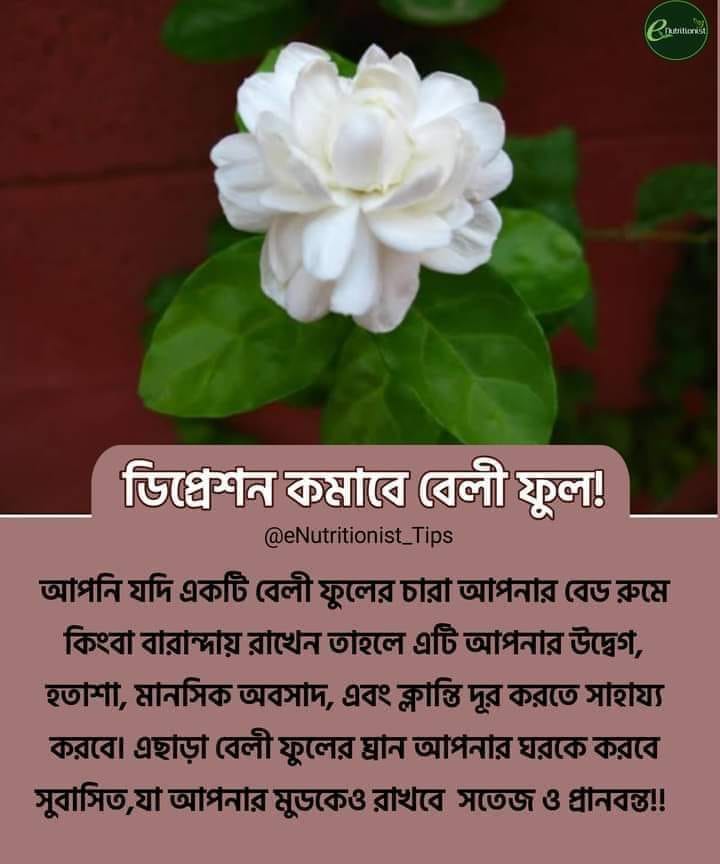 eNutritionist
ডিপ্রেশন কমাবে বেলী ফুল!
@eNutritionist_Tips
আপনি যদি একটি বেলী ফুলের চারা আপনার বেড রুমে
কিংবা বারান্দায় রাখেন তাহলে এটি আপনার উদ্বেগ,
হতাশা, মানসিক অবসাদ, এবং ক্লান্তি দূর করতে সাহায্য
করবে। এছাড়া বেলী ফুলের ঘ্রান আপনার ঘরকে করবে
সুবাসিত,যা আপনার মুডকেও রাখবে সতেজ ও প্রানবন্ত!!